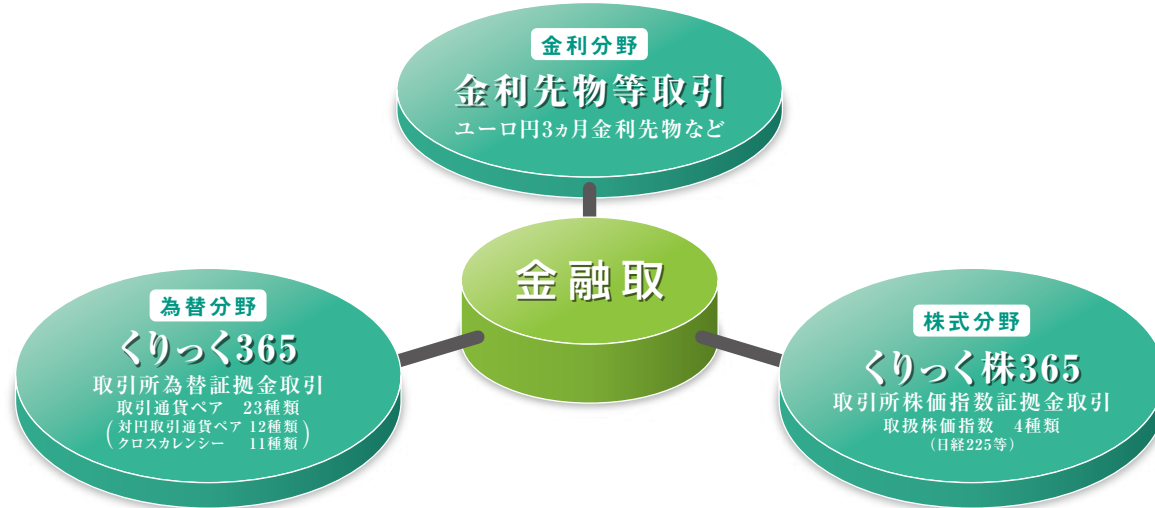 金利分野
金利先物等取引
ユーロ円3ヵ月金利先物など
金融取
為替分野
くりっく365
取引所為替証拠金取引
取引通貨ペア 23種類
(対円取引通貨ペア 12種類
クロスカレンシー 11種類)
株式分野
くりっく株365
取引所株価指数証拠金取引
取扱株価指数 4種類
(日経225等)